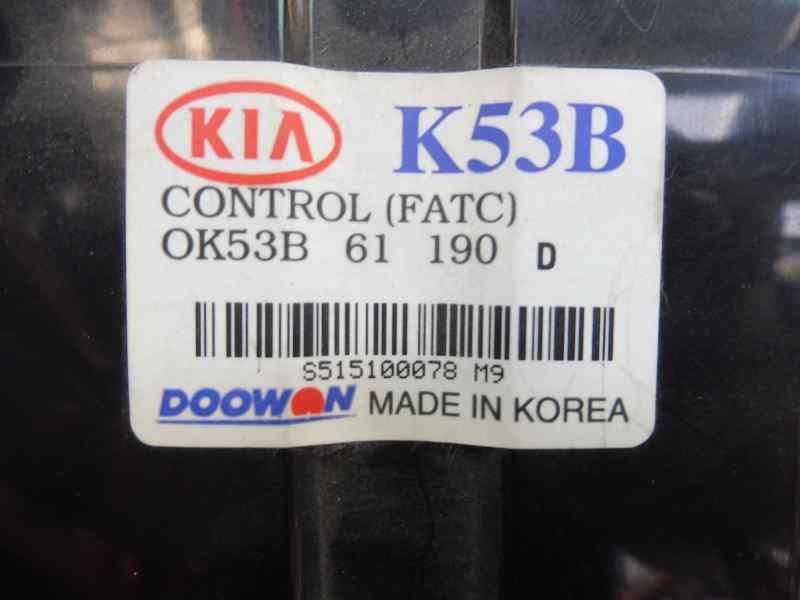 KIA K53B
CONTROL (FATC)
OK53B 61 190 D
S515100078 M9
DOOWON MADE IN KOREA